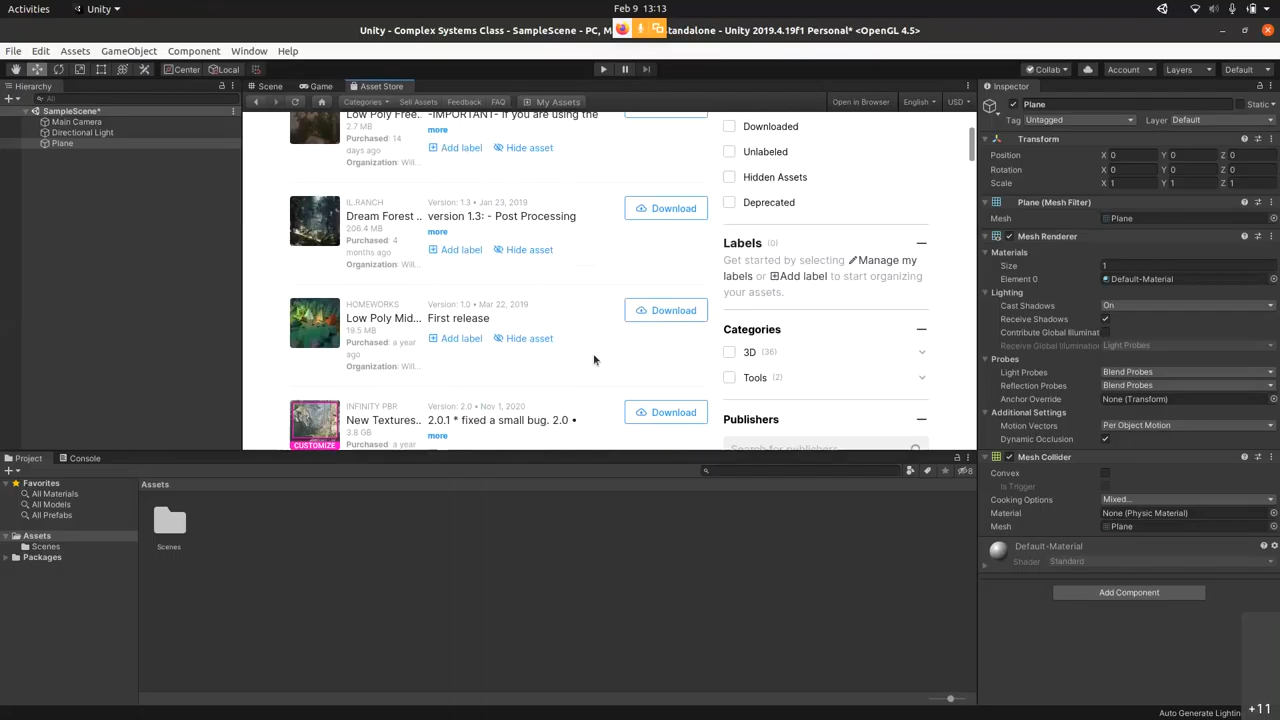 Activities
Unity
Feb 9 13:13
Unity - Complex Systems Class - SampleScene - PC, M
tandalone - Unity 2019.4.19f1 Personal* <OpenGL 4.5>
File Edit Assets GameObject Component Window Help
Center Local
Collab Account Layers Default
Hierarchy
Scene Game Asset Store
Inspector
All
Categories Sell Assets Feedback FAQ My Assets
Open in Browser English USD
SampleScene*
Main Camera
Directional Light
Plane
Low Poly Free..
-IMPORTANT- If you are using the
more
2.7 MB
Purchased: 14
days ago
Organization: Will...
Add label Hide asset
IL.RANCH
Dream Forest ..
206.4 MB
Purchased: 4
months ago
Organization: Will...
Version: 1.3 • Jan 23, 2019
version 1.3: - Post Processing
more
Add label Hide asset
Download
HOMEWORKS
Low Poly Mid...
19.5 MB
Purchased: a year
ago
Organization: Will...
Version: 1.0 • Mar 22, 2019
First release
Add label Hide asset
Download
INFINITY PBR
New Textures..
3.8 GB
Purchased: a year
CUSTOMIZE
Version: 2.0 • Nov 1, 2020
2.0.1 * fixed a small bug. 2.0 •
more
Download
Downloaded
Unlabeled
Hidden Assets
Deprecated
Labels (0)
Get started by selecting Manage my
labels or Add label to start organizing
your assets.
Categories
3D (36)
Tools (2)
Publishers
Search for publishers
Plane
Static
Tag Untagged
Layer Default
Transform
Position X 0 Y 0 Z 0
Rotation X 0 Y 0 Z 0
Scale X 1 Y 1 Z 1
Plane (Mesh Filter)
Mesh Plane
Mesh Renderer
Materials
Size 1
Element 0 Default-Material
Lighting
Cast Shadows On
Receive Shadows
Contribute Global Illuminat
Receive Global Illumination Light Probes
Probes
Light Probes Blend Probes
Reflection Probes Blend Probes
Anchor Override None (Transform)
Additional Settings
Motion Vectors Per Object Motion
Dynamic Occlusion
Mesh Collider
Convex
Is Trigger
Cooking Options Mixed...
Material None (Physic Material)
Mesh Plane
Default-Material
Shader Standard
Add Component
Project Console
8
Favorites
All Materials
All Models
All Prefabs
Assets
Scenes
Packages
Assets
Scenes
Auto Generate Lightin
+11